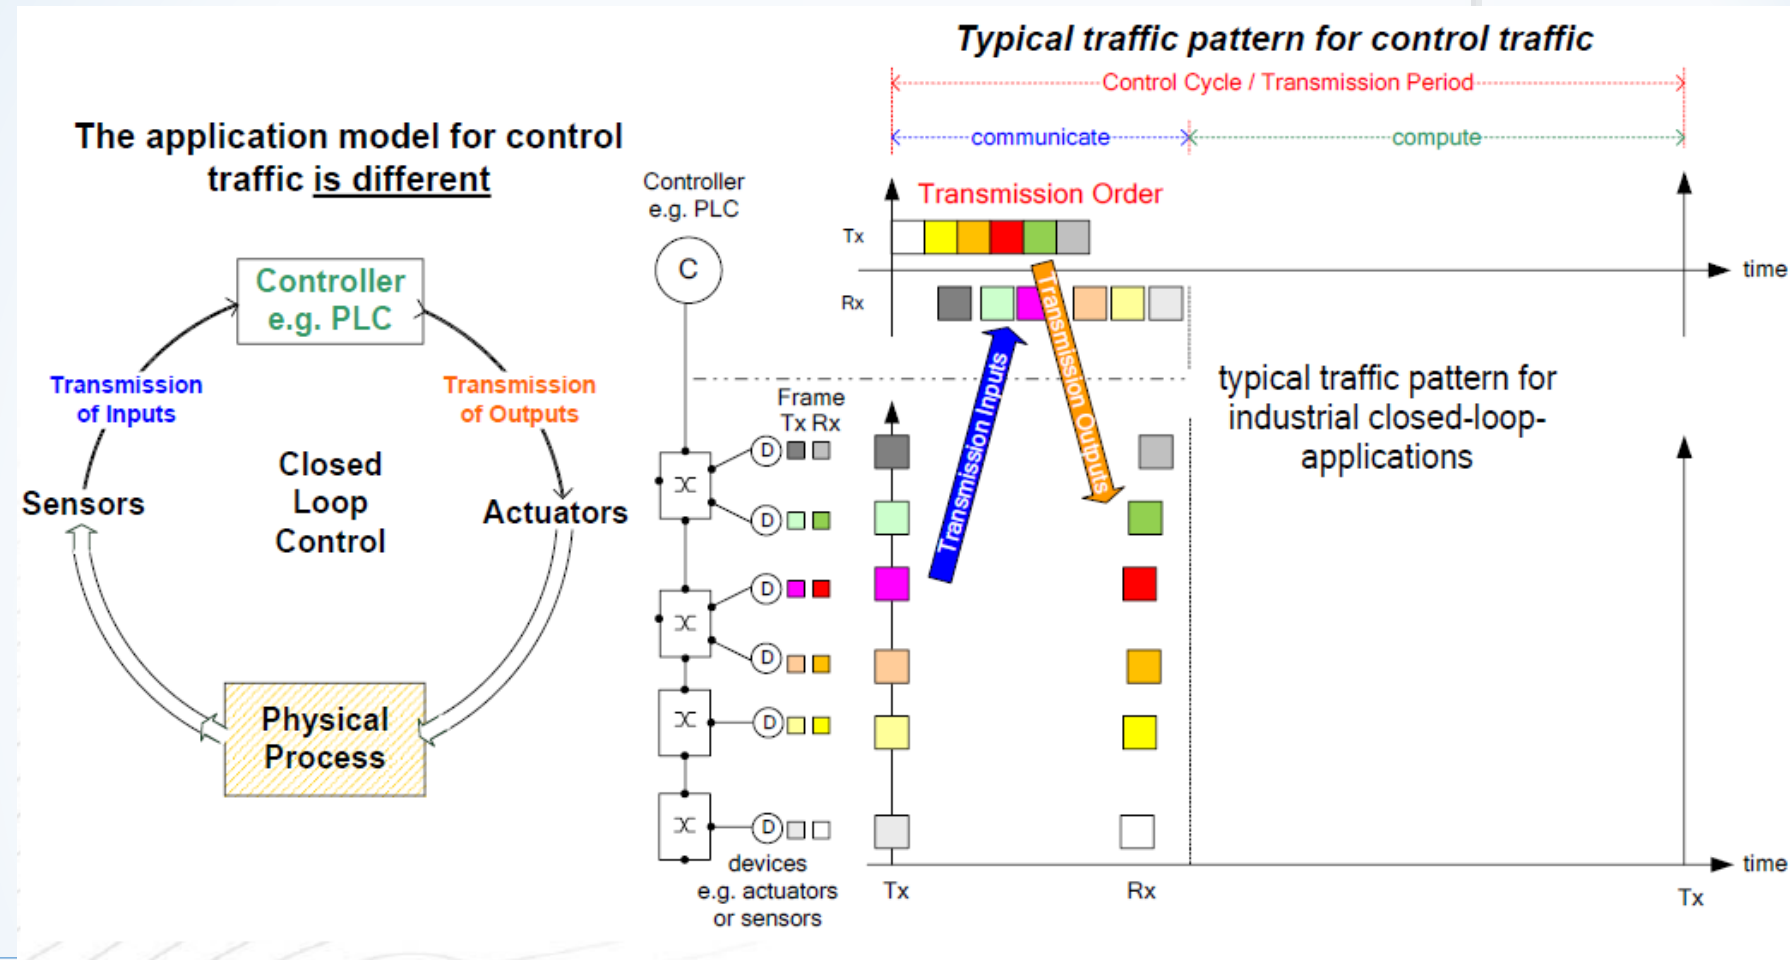 Typical traffic pattern for control traffic
Control Cycle / Transmission Period
communicate
compute
The application model for control
traffic is different
Controller
e.g. PLC
Transmission
of Inputs
Transmission
of Outputs
Closed
Loop
Control
Sensors
Actuators
Physical
Process
Controller
e.g. PLC
C
Transmission Order
Tx
time
Rx
Transmission Inputs
Transmission Outputs
typical traffic pattern for
industrial closed-loop-
applications
Frame
Tx Rx
D
D
D
D
D
D
devices
e.g. actuators
or sensors
time
Tx
Rx
Tx